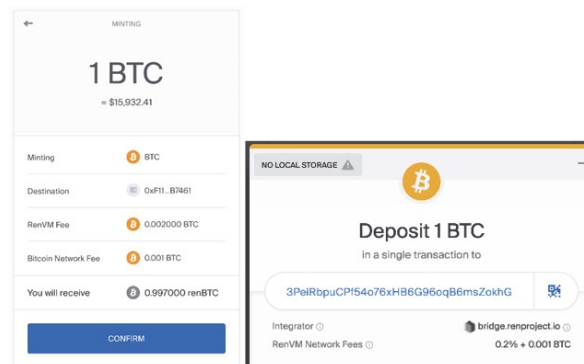 MINTING
1 BTC
= $15,932.41
Minting BTC
Destination 0xF11...B7461
RenVM Fee 0.002000 BTC
Bitcoin Network Fee 0.001 BTC
You will receive 0.997000 renBTC
CONFIRM
NO LOCAL STORAGE
Deposit 1 BTC
in a single transaction to
3PeiRbpuCPf54o76xHB6G96oqB6msZokhG
Integrator bridge.renproject.io
RenVM Network Fees 0.2% + 0.001 BTC